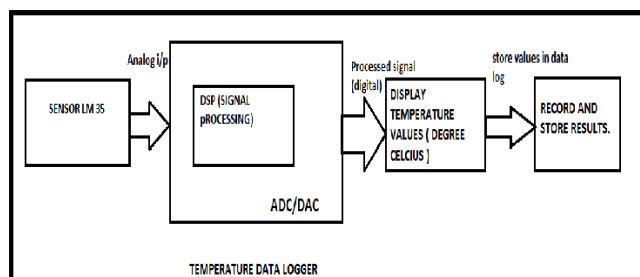 Analog i/p
SENSOR LM 35
DSP (SIGNAL
pROCESSING)
ADC/DAC
Processed signal
(digital)
DISPLAY
TEMPERATURE
VALUES ( DEGREE
CELCIUS )
store values in data
log
RECORD AND
STORE RESULTS.
TEMPERATURE DATA LOGGER